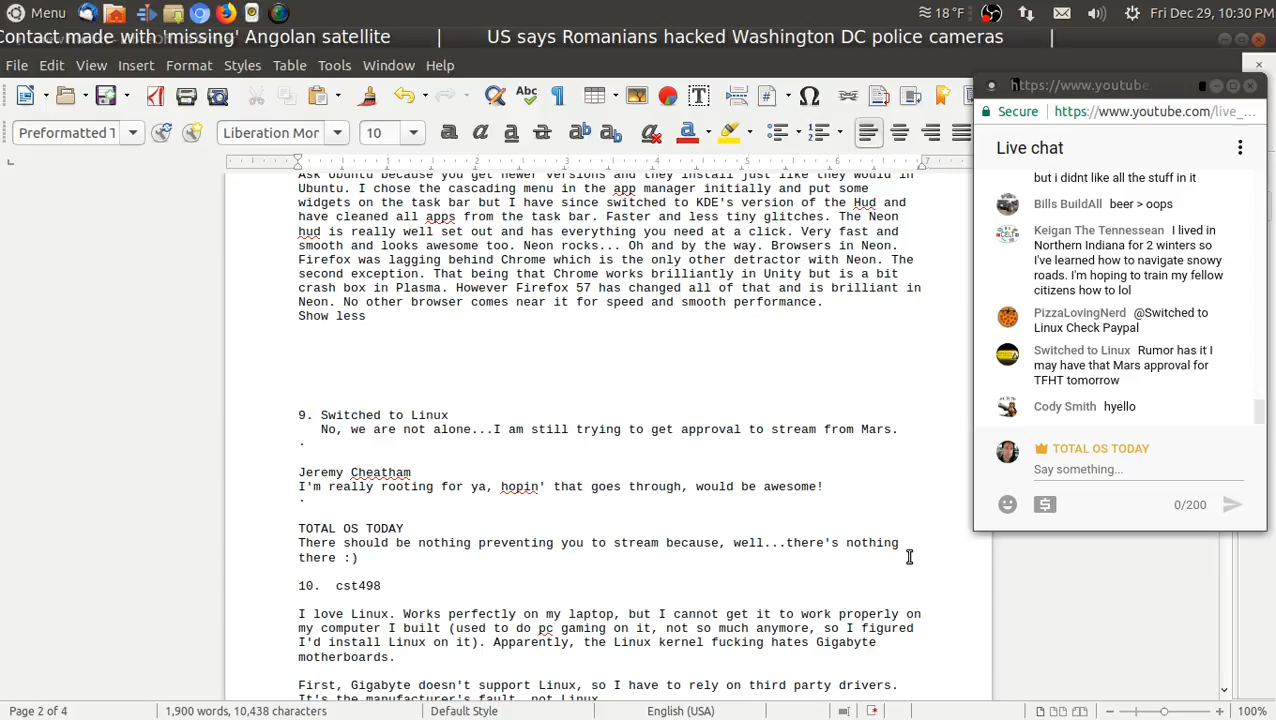 Menu
18 °F
Fri Dec 29, 10:30 PM
Contact made with 'missing' Angolan satellite | US says Romanians hacked Washington DC police cameras |
File Edit View Insert Format Styles Table Tools Window Help
Preformatted T
Liberation Mor
10
1 2 3 4 5 6 7
Ask Ubuntu because you get newer versions and they install just like they would in
Ubuntu. I chose the cascading menu in the app manager initially and put some
widgets on the task bar but I have since switched to KDE's version of the Hud and
have cleaned all apps from the task bar. Faster and less tiny glitches. The Neon
hud is really well set out and has everything you need at a click. Very fast and
smooth and looks awesome too. Neon rocks... Oh and by the way. Browsers in Neon.
Firefox was lagging behind Chrome which is the only other detractor with Neon. The
second exception. That being that Chrome works brilliantly in Unity but is a bit
crash box in Plasma. However Firefox 57 has changed all of that and is brilliant in
Neon. No other browser comes near it for speed and smooth performance.
Show less
9. Switched to Linux
No, we are not alone...I am still trying to get approval to stream from Mars.
.
Jeremy Cheatham
I'm really rooting for ya, hopin' that goes through, would be awesome!
.
TOTAL OS TODAY
There should be nothing preventing you to stream because, well...there's nothing
there :)
10. cst498
I love Linux. Works perfectly on my laptop, but I cannot get it to work properly on
my computer I built (used to do pc gaming on it, not so much anymore, so I figured
I'd install Linux on it). Apparently, the Linux kernel fucking hates Gigabyte
motherboards.
First, Gigabyte doesn't support Linux, so I have to rely on third party drivers.
It's the manufacturer's fault, not Linux
https://www.youtube
Secure https://www.youtube.com/live_...
Live chat
but i didnt like all the stuff in it
Bills BuildAll beer > oops
Keigan The Tennessean I lived in
Northern Indiana for 2 winters so
I've learned how to navigate snowy
roads. I'm hoping to train my fellow
citizens how to lol
PizzaLovingNerd @Switched to
Linux Check Paypal
Switched to Linux Rumor has it I
may have that Mars approval for
TFHT tomorrow
Cody Smith hyello
TOTAL OS TODAY
Say something...
0/200
Page 2 of 4
1,900 words, 10,438 characters
Default Style
English (USA)
100%